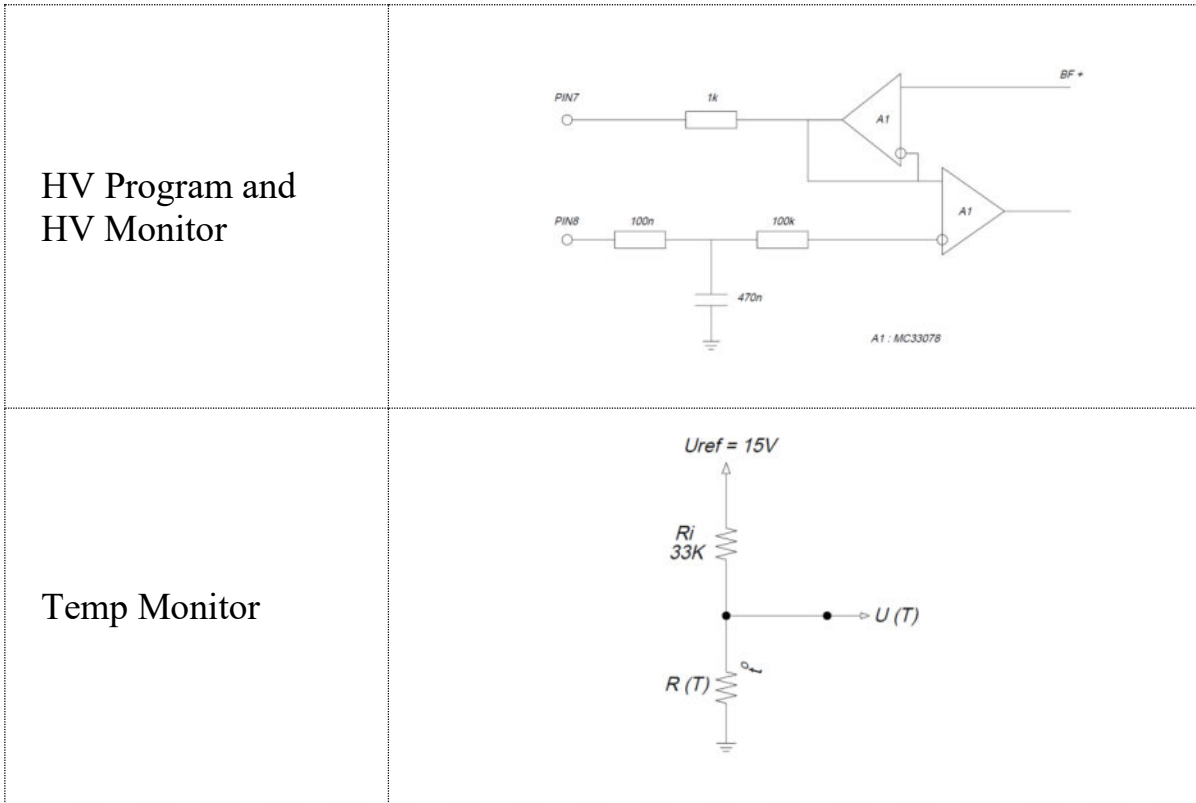 HV Program and
HV Monitor
BF +
PIN7
1k
A1
A1
PIN8
100n
100k
470n
A1 : MC33078
Temp Monitor
Uref = 15V
Ri
33K
U (T)
R (T)
t°